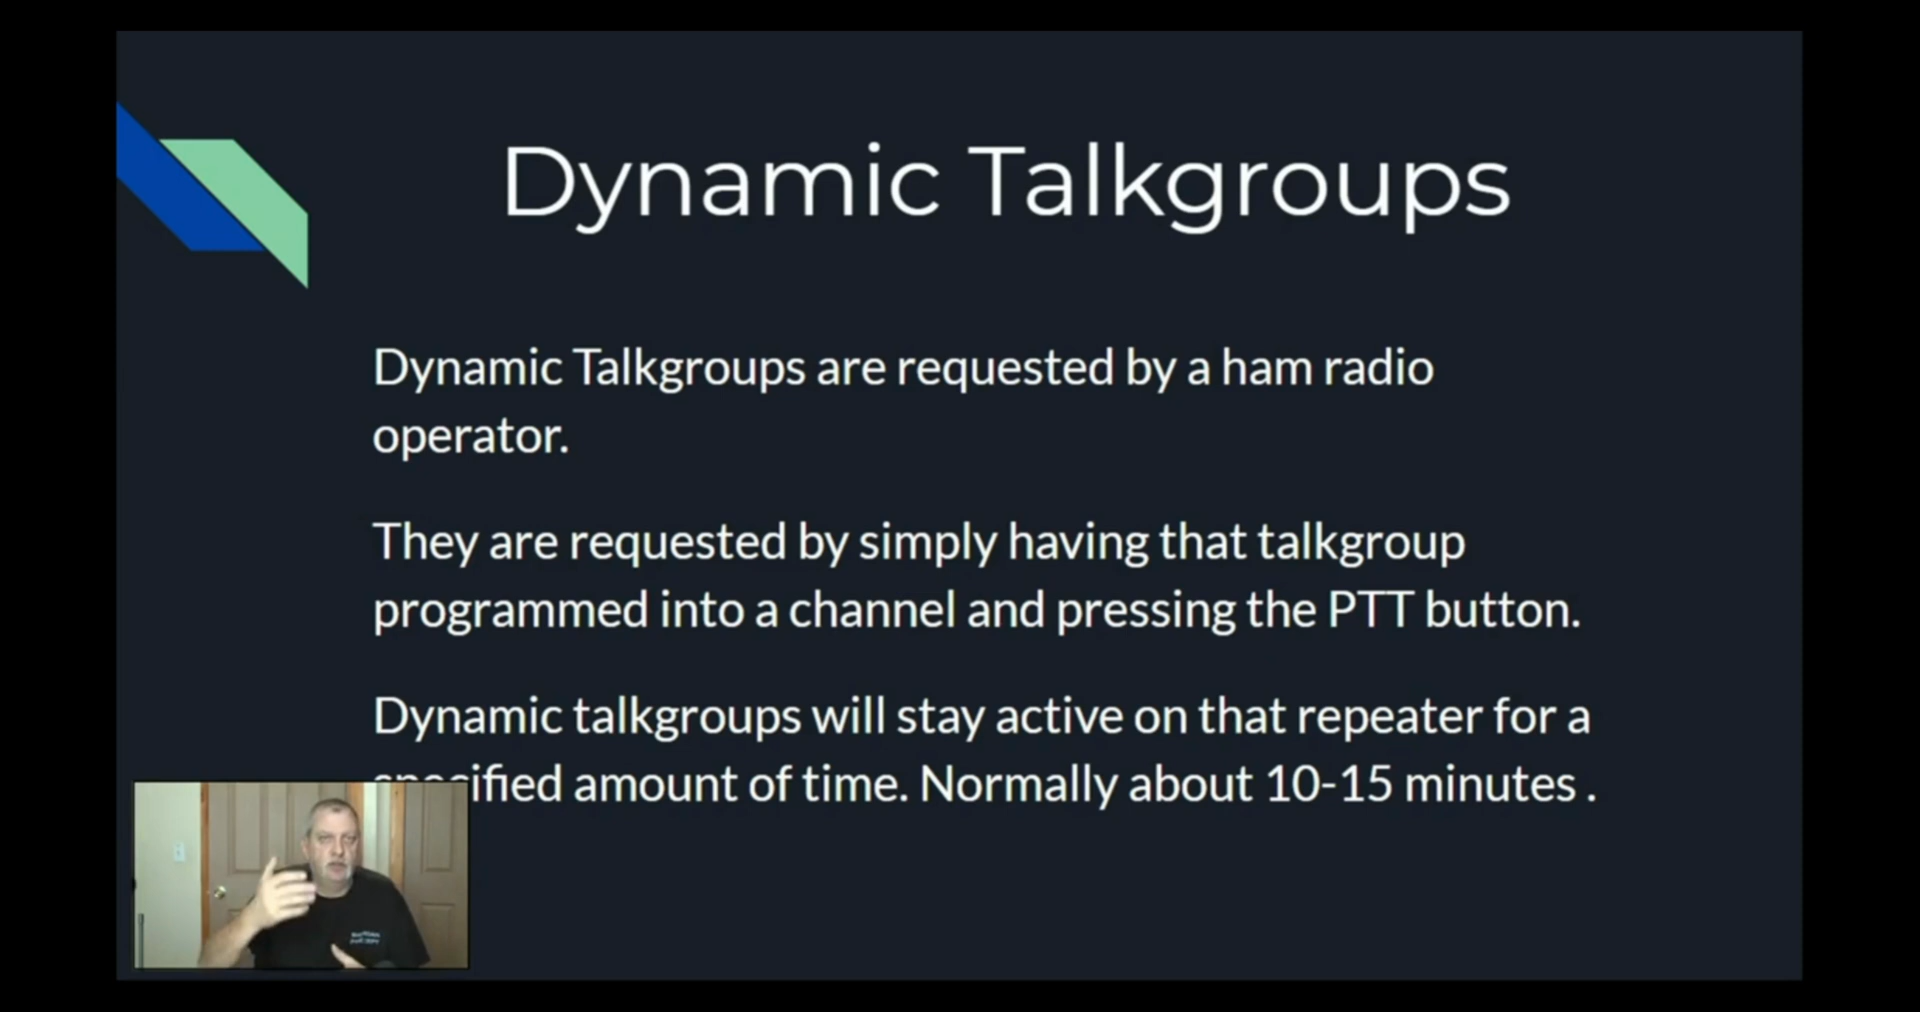 Dynamic Talkgroups
Dynamic Talkgroups are requested by a ham radio
operator.
They are requested by simply having that talkgroup
programmed into a channel and pressing the PTT button.
Dynamic talkgroups will stay active on that repeater for a
specified amount of time. Normally about 10-15 minutes .